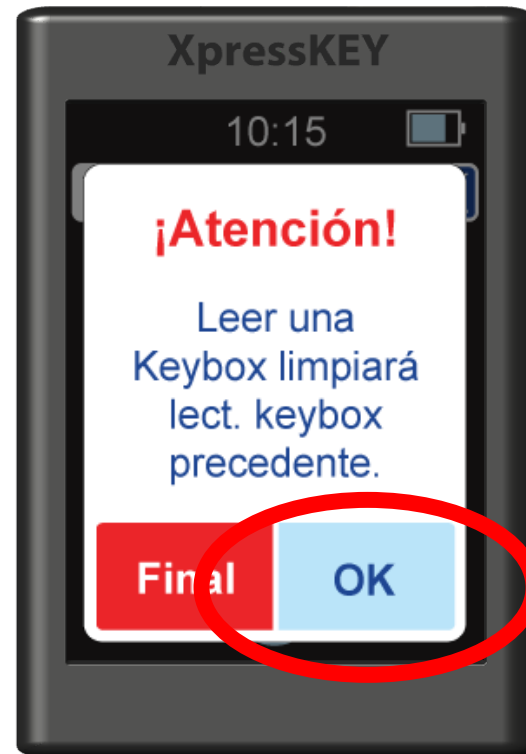 XpressKEY
10:15
¡Atención!
Leer una
Keybox limpiará
lect. keybox
precedente.
Final OK